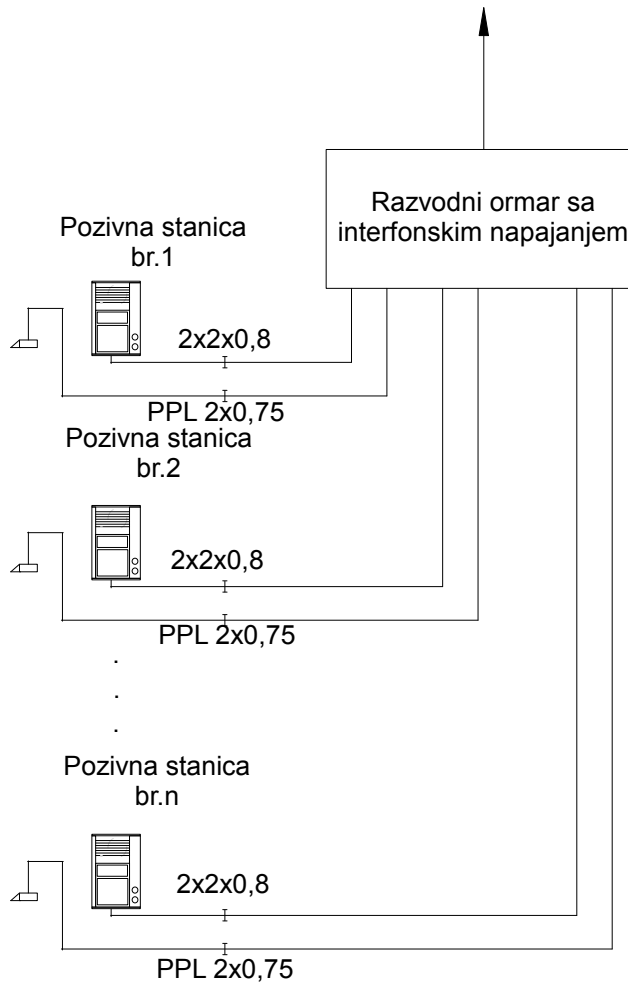 Razvodni ormar sa
interfonskim napajanjem
Pozivna stanica
br.1
2x2x0,8
PPL 2x0,75
Pozivna stanica
br.2
2x2x0,8
PPL 2x0,75
.
.
.
Pozivna stanica
br.n
2x2x0,8
PPL 2x0,75